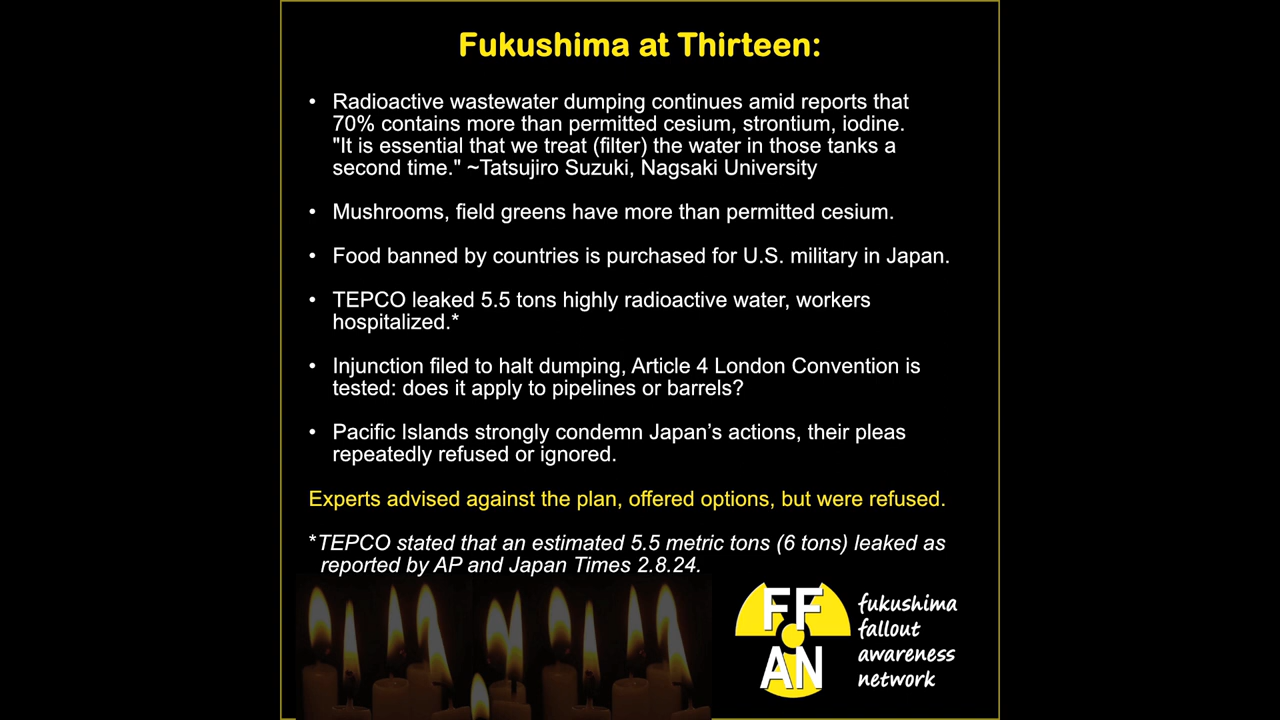 Fukushima at Thirteen:
• Radioactive wastewater dumping continues amid reports that
70% contains more than permitted cesium, strontium, iodine.
"It is essential that we treat (filter) the water in those tanks a
second time." ~Tatsujiro Suzuki, Nagsaki University
• Mushrooms, field greens have more than permitted cesium.
• Food banned by countries is purchased for U.S. military in Japan.
• TEPCO leaked 5.5 tons highly radioactive water, workers
hospitalized.*
• Injunction filed to halt dumping, Article 4 London Convention is
tested: does it apply to pipelines or barrels?
• Pacific Islands strongly condemn Japan’s actions, their pleas
repeatedly refused or ignored.
Experts advised against the plan, offered options, but were refused.
*TEPCO stated that an estimated 5.5 metric tons (6 tons) leaked as
reported by AP and Japan Times 2.8.24.
FF
AN
fukushima
fallout
awareness
network